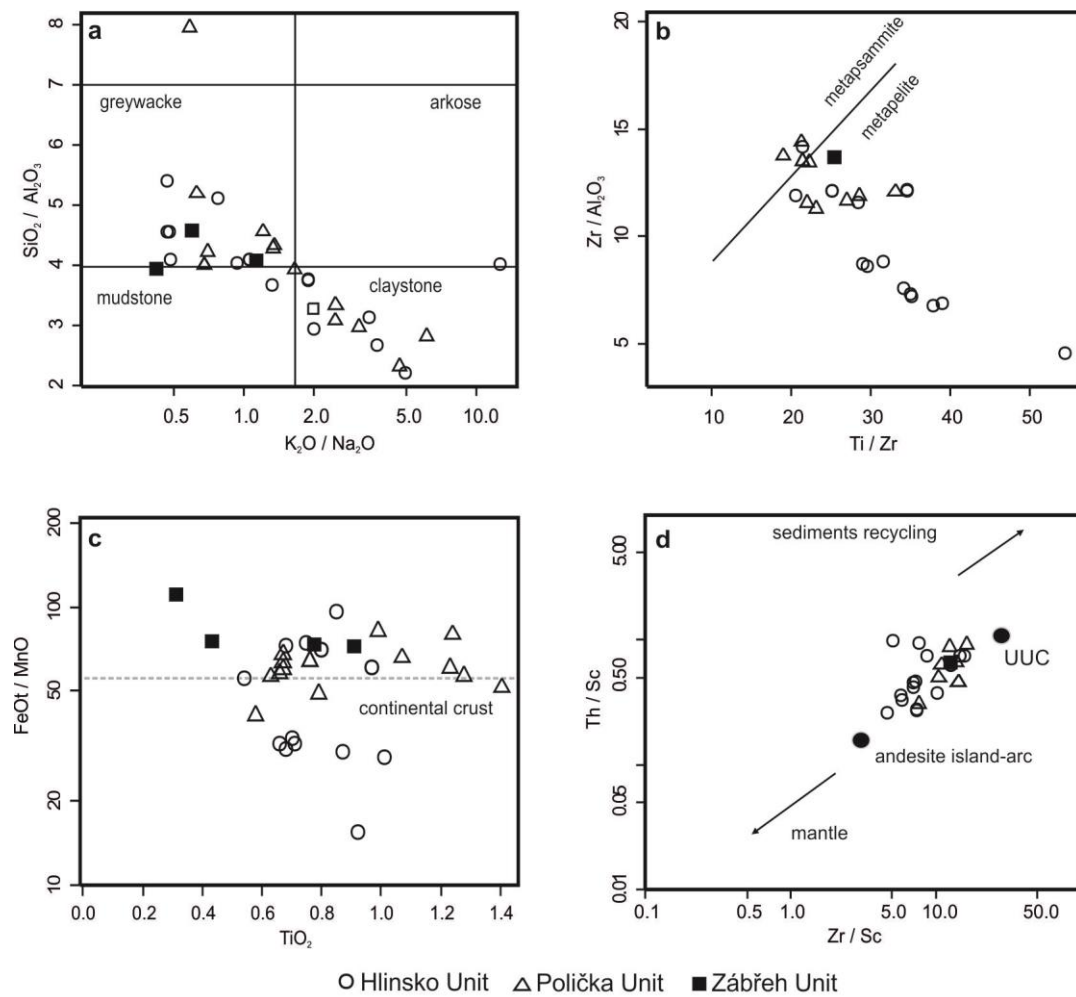 a
8
7
6
5
4
3
2
greywacke
arkose
mudstone
claystone
SiO₂ / Al₂O₃
0.5 1.0 2.0 5.0 10.0
K₂O / Na₂O
b
20
15
10
5
metapsammite
metapelite
Zr / Al₂O₃
10 20 30 40 50
Ti / Zr
c
200
100
50
20
10
continental crust
FeOt / MnO
0.0 0.2 0.4 0.6 0.8 1.0 1.2 1.4
TiO₂
d
5.00
0.50
0.05
0.01
sediments recycling
UUC
andesite island-arc
mantle
Th / Sc
0.1 0.5 1.0 5.0 10.0 50.0
Zr / Sc
Hlinsko Unit Polička Unit Zábřeh Unit